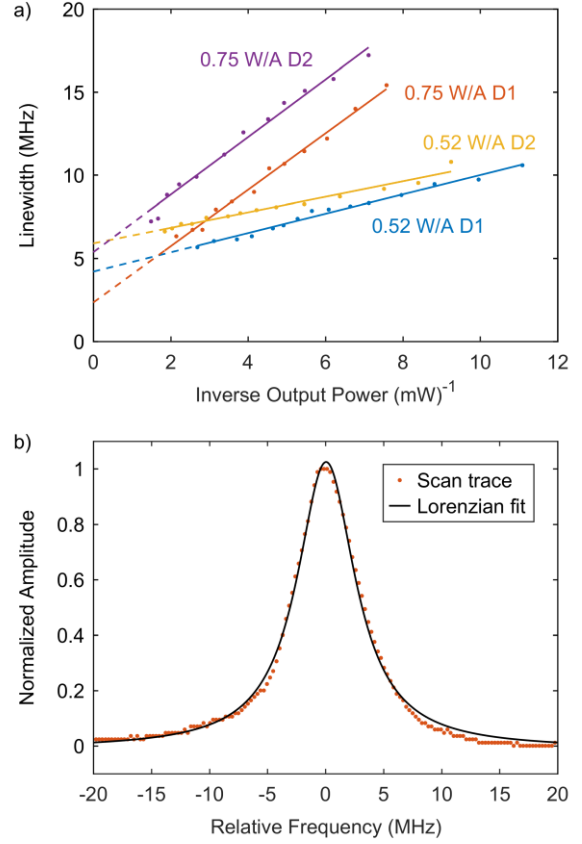 a)
20
15
10
5
0
Linewidth (MHz)
0.75 W/A D2
0.75 W/A D1
0.52 W/A D2
0.52 W/A D1
0 2 4 6 8 10 12
Inverse Output Power (mW)⁻¹
b)
1
0.8
0.6
0.4
0.2
0
Normalized Amplitude
Scan trace
Lorenzian fit
-20 -15 -10 -5 0 5 10 15 20
Relative Frequency (MHz)